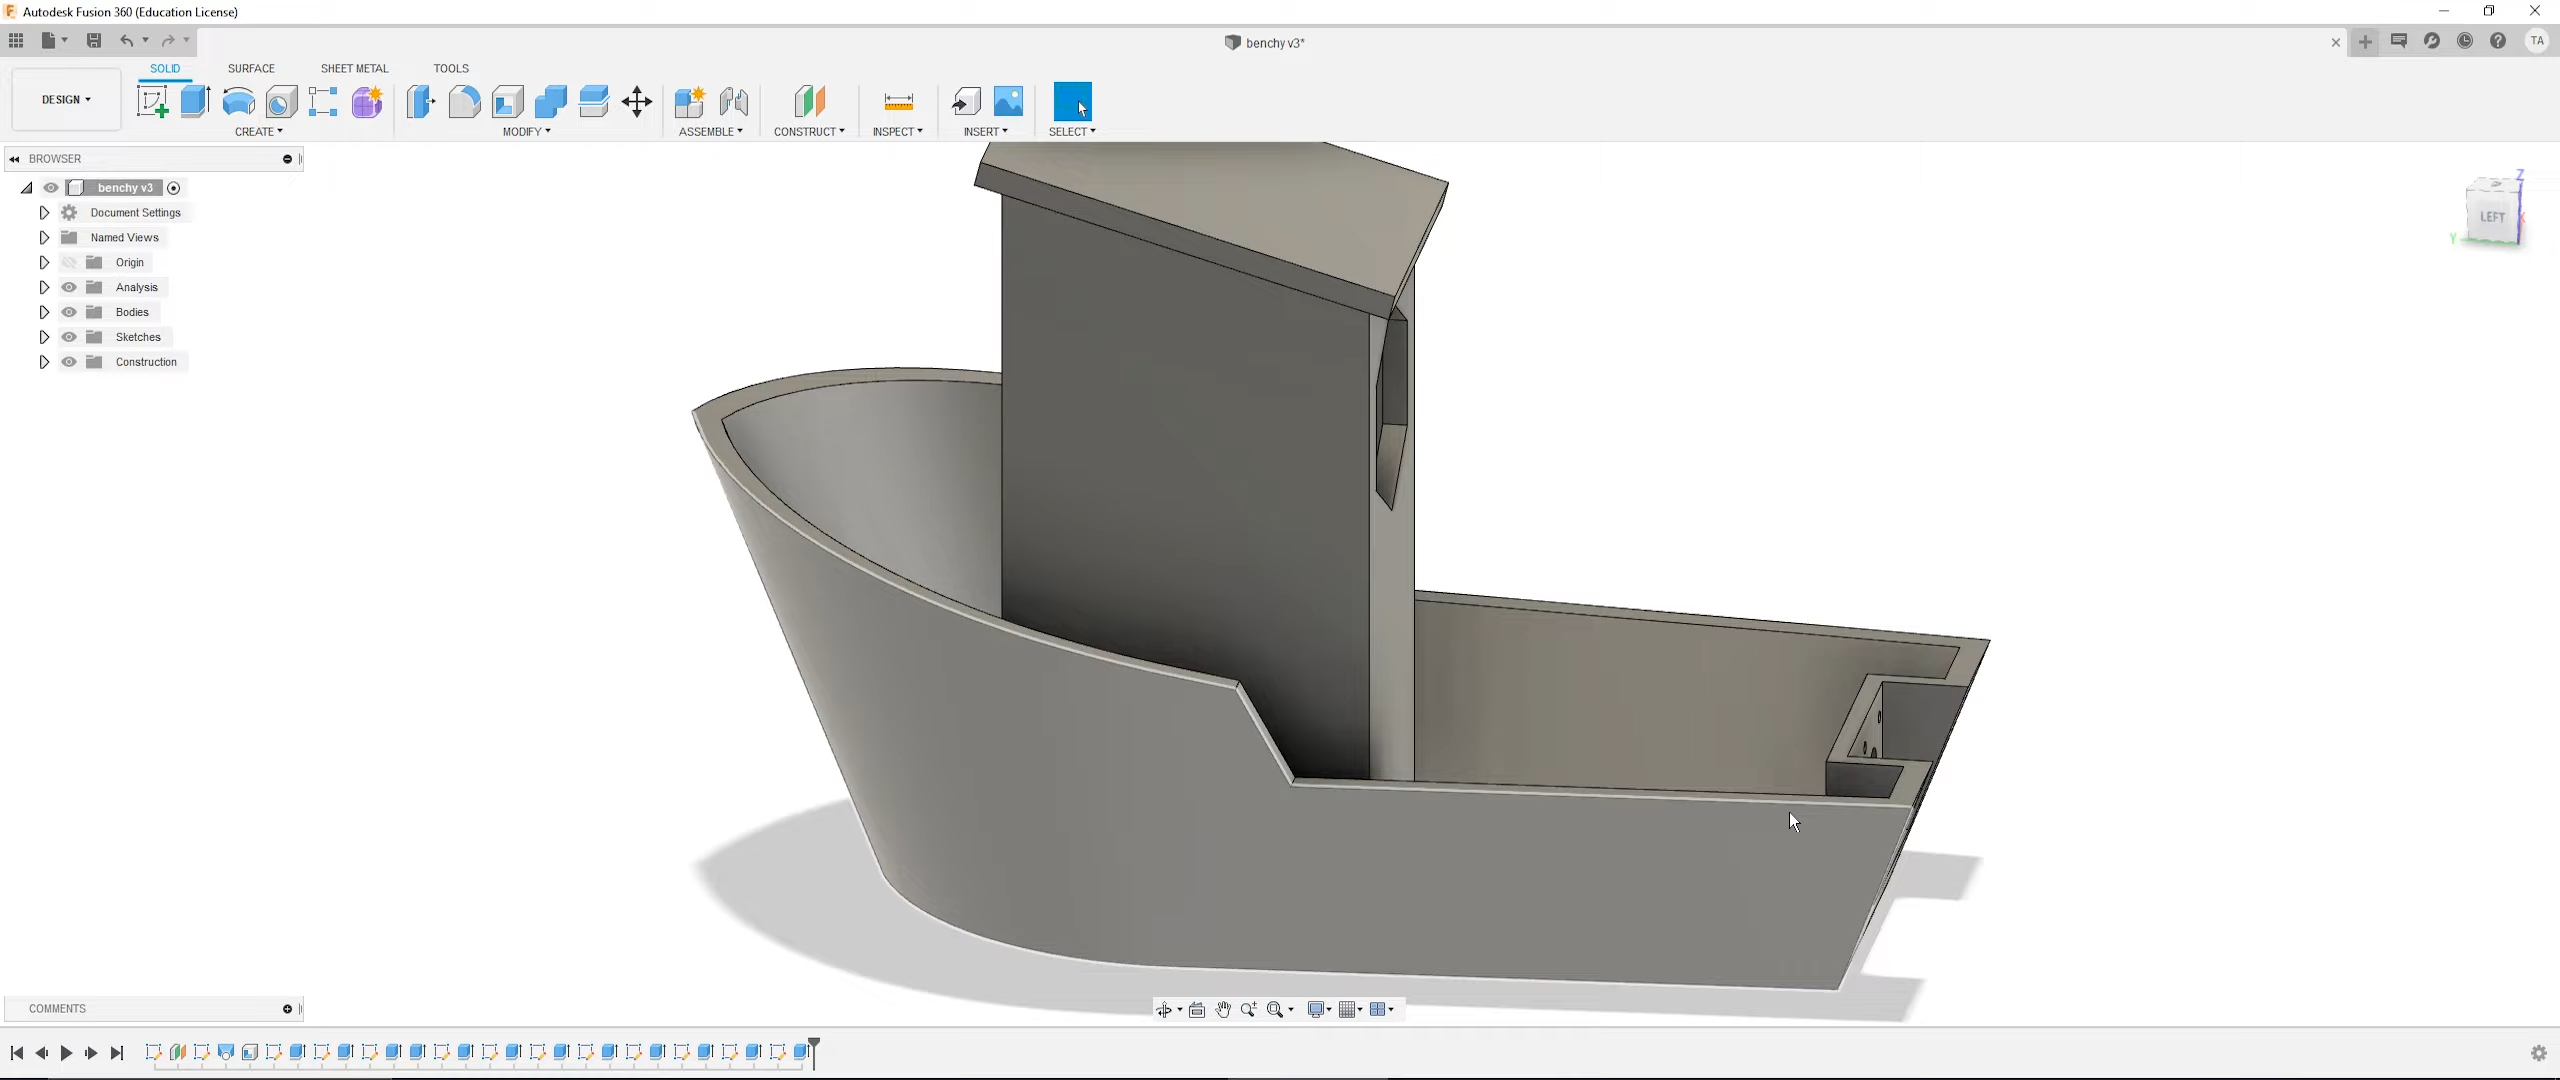 Autodesk Fusion 360 (Education License)
benchy v3*
TA
SOLID SURFACE SHEET METAL TOOLS
DESIGN
CREATE MODIFY ASSEMBLE CONSTRUCT INSPECT INSERT SELECT
BROWSER
benchy v3
Document Settings
Named Views
Origin
Analysis
Bodies
Sketches
Construction
Z
LEFT
Y
COMMENTS